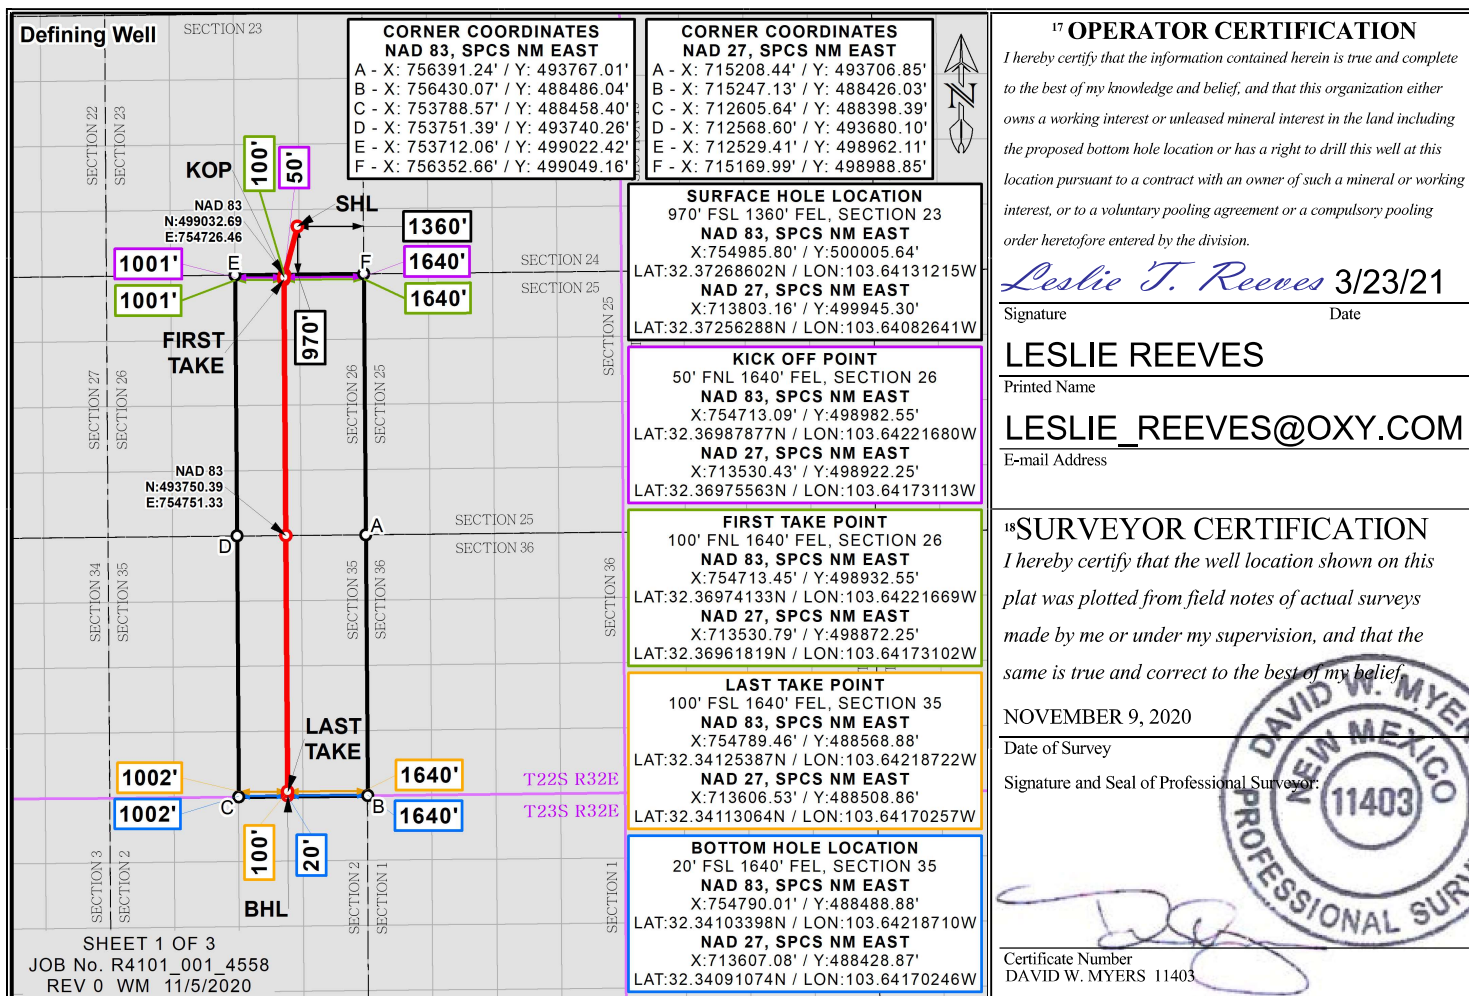 Defining Well
SECTION 23
SECTION 22
SECTION 23
CORNER COORDINATES
NAD 83, SPCS NM EAST
A - X: 756391.24' / Y: 493767.01'
B - X: 756430.07' / Y: 488486.04'
C - X: 753788.57' / Y: 488458.40'
D - X: 753751.39' / Y: 493740.26'
E - X: 753712.06' / Y: 499022.42'
F - X: 756352.66' / Y: 499049.16'
CORNER COORDINATES
NAD 27, SPCS NM EAST
A - X: 715208.44' / Y: 493706.85'
B - X: 715247.13' / Y: 488426.03'
C - X: 712605.64' / Y: 488398.39'
D - X: 712568.60' / Y: 493680.10'
E - X: 712529.41' / Y: 498962.11'
F - X: 715169.99' / Y: 498988.85'
N
KOP
100'
50'
NAD 83
N:499032.69
E:754726.46
SHL
1360'
1001'
E
F
1640'
1001'
1640'
SECTION 24
SECTION 25
FIRST
TAKE
970'
SECTION 27
SECTION 26
SECTION 26
SECTION 25
SECTION 25
NAD 83
N:493750.39
E:754751.33
D
A
SECTION 25
SECTION 36
SECTION 34
SECTION 35
SECTION 35
SECTION 36
SECTION 36
LAST
TAKE
1002'
1640'
T22S R32E
C
B
1002'
1640'
T23S R32E
100'
20'
BHL
SECTION 3
SECTION 2
SECTION 2
SECTION 1
SECTION 1
SHEET 1 OF 3
JOB No. R4101_001_4558
REV 0 WM 11/5/2020
SURFACE HOLE LOCATION
970' FSL 1360' FEL, SECTION 23
NAD 83, SPCS NM EAST
X:754985.80' / Y:500005.64'
LAT:32.37268602N / LON:103.64131215W
NAD 27, SPCS NM EAST
X:713803.16' / Y:499945.30'
LAT:32.37256288N / LON:103.64082641W
KICK OFF POINT
50' FNL 1640' FEL, SECTION 26
NAD 83, SPCS NM EAST
X:754713.09' / Y:498982.55'
LAT:32.36987877N / LON:103.64221680W
NAD 27, SPCS NM EAST
X:713530.43' / Y:498922.25'
LAT:32.36975563N / LON:103.64173113W
FIRST TAKE POINT
100' FNL 1640' FEL, SECTION 26
NAD 83, SPCS NM EAST
X:754713.45' / Y:498932.55'
LAT:32.36974133N / LON:103.64221669W
NAD 27, SPCS NM EAST
X:713530.79' / Y:498872.25'
LAT:32.36961819N / LON:103.64173102W
LAST TAKE POINT
100' FSL 1640' FEL, SECTION 35
NAD 83, SPCS NM EAST
X:754789.46' / Y:488568.88'
LAT:32.34125387N / LON:103.64218722W
NAD 27, SPCS NM EAST
X:713606.53' / Y:488508.86'
LAT:32.34113064N / LON:103.64170257W
BOTTOM HOLE LOCATION
20' FSL 1640' FEL, SECTION 35
NAD 83, SPCS NM EAST
X:754790.01' / Y:488488.88'
LAT:32.34103398N / LON:103.64218710W
NAD 27, SPCS NM EAST
X:713607.08' / Y:488428.87'
LAT:32.34091074N / LON:103.64170246W
17 OPERATOR CERTIFICATION
I hereby certify that the information contained herein is true and complete
to the best of my knowledge and belief, and that this organization either
owns a working interest or unleased mineral interest in the land including
the proposed bottom hole location or has a right to drill this well at this
location pursuant to a contract with an owner of such a mineral or working
interest, or to a voluntary pooling agreement or a compulsory pooling
order heretofore entered by the division.
Leslie T. Reeves 3/23/21
Signature Date
LESLIE REEVES
Printed Name
LESLIE_REEVES@OXY.COM
E-mail Address
18 SURVEYOR CERTIFICATION
I hereby certify that the well location shown on this
plat was plotted from field notes of actual surveys
made by me or under my supervision, and that the
same is true and correct to the best of my belief.
NOVEMBER 9, 2020
Date of Survey
Signature and Seal of Professional Surveyor:
DAVID W. MYER
NEW MEXICO
11403
PROFESSIONAL SURV
Certificate Number
DAVID W. MYERS 11403